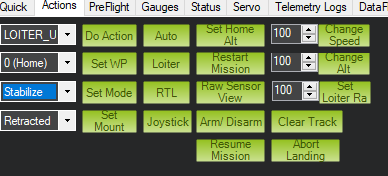 Quick Actions PreFlight Gauges Status Servo Telemetry Logs DataF
LOITER_U Do Action Auto Set Home Alt 100 Change Speed
0 (Home) Set WP Loiter Restart Mission 100 Change Alt
Stabilize Set Mode RTL Raw Sensor View 100 Set Loiter Ra
Retracted Set Mount Joystick Arm/ Disarm Clear Track
Resume Mission Abort Landing